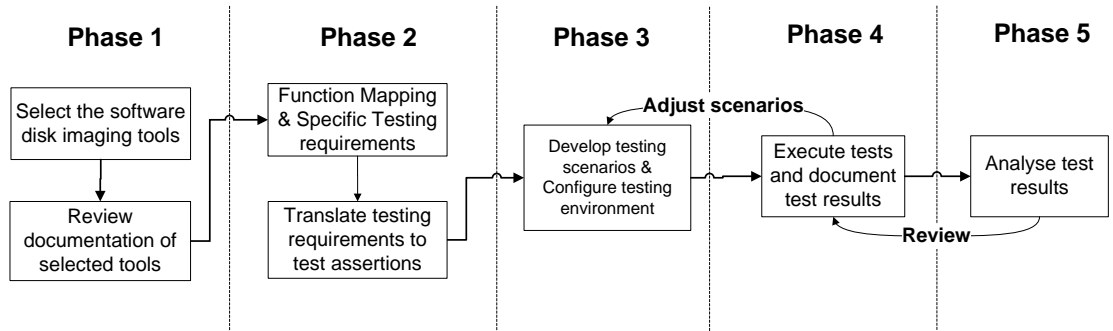 Phase 1
Phase 2
Phase 3
Phase 4
Phase 5
Select the software
disk imaging tools
Review
documentation of
selected tools
Function Mapping
& Specific Testing
requirements
Translate testing
requirements to
test assertions
Develop testing
scenarios &
Configure testing
environment
Adjust scenarios
Execute tests
and document
test results
Analyse test
results
Review